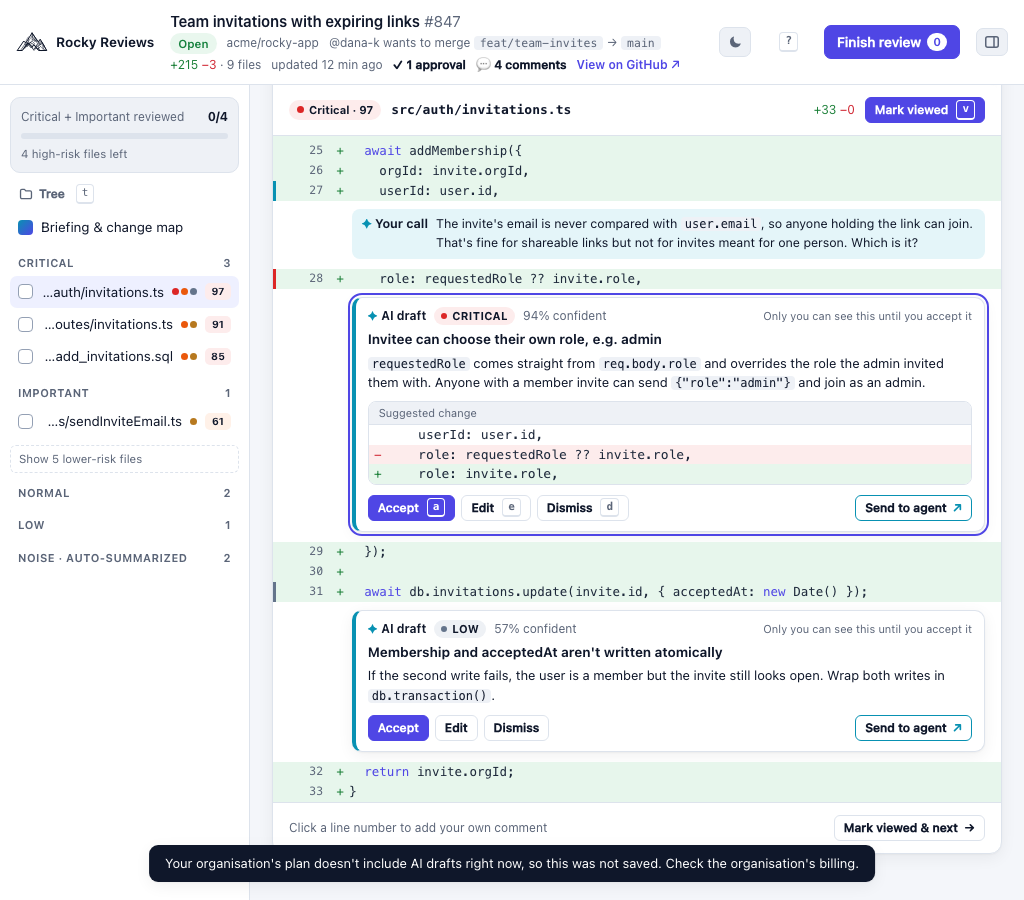 Rocky Reviews
Team invitations with expiring links #847
Open acme/rocky-app @dana-k wants to merge feat/team-invites → main
+215 −3 · 9 files updated 12 min ago ✓ 1 approval 💬 4 comments View on GitHub ↗
?
Finish review 0
Critical + Important reviewed 0/4
4 high-risk files left
Tree t
Briefing & change map
CRITICAL 3
…auth/invitations.ts 97
…outes/invitations.ts 91
…add_invitations.sql 85
IMPORTANT 1
…s/sendInviteEmail.ts 61
Show 5 lower-risk files
NORMAL 2
LOW 1
NOISE · AUTO-SUMMARIZED 2
Critical · 97 src/auth/invitations.ts +33 −0 Mark viewed v
25 + await addMembership({
26 + orgId: invite.orgId,
27 + userId: user.id,
✦ Your call The invite's email is never compared with user.email, so anyone holding the link can join.
That's fine for shareable links but not for invites meant for one person. Which is it?
28 + role: requestedRole ?? invite.role,
✦ AI draft CRITICAL 94% confident Only you can see this until you accept it
Invitee can choose their own role, e.g. admin
requestedRole comes straight from req.body.role and overrides the role the admin invited
them with. Anyone with a member invite can send {"role":"admin"} and join as an admin.
Suggested change
userId: user.id,
− role: requestedRole ?? invite.role,
+ role: invite.role,
Accept a Edit e Dismiss d Send to agent ↗
29 + });
30 +
31 + await db.invitations.update(invite.id, { acceptedAt: new Date() });
✦ AI draft LOW 57% confident Only you can see this until you accept it
Membership and acceptedAt aren't written atomically
If the second write fails, the user is a member but the invite still looks open. Wrap both writes in
db.transaction().
Accept Edit Dismiss Send to agent ↗
32 + return invite.orgId;
33 + }
Click a line number to add your own comment Mark viewed & next →
Your organisation's plan doesn't include AI drafts right now, so this was not saved. Check the organisation's billing.